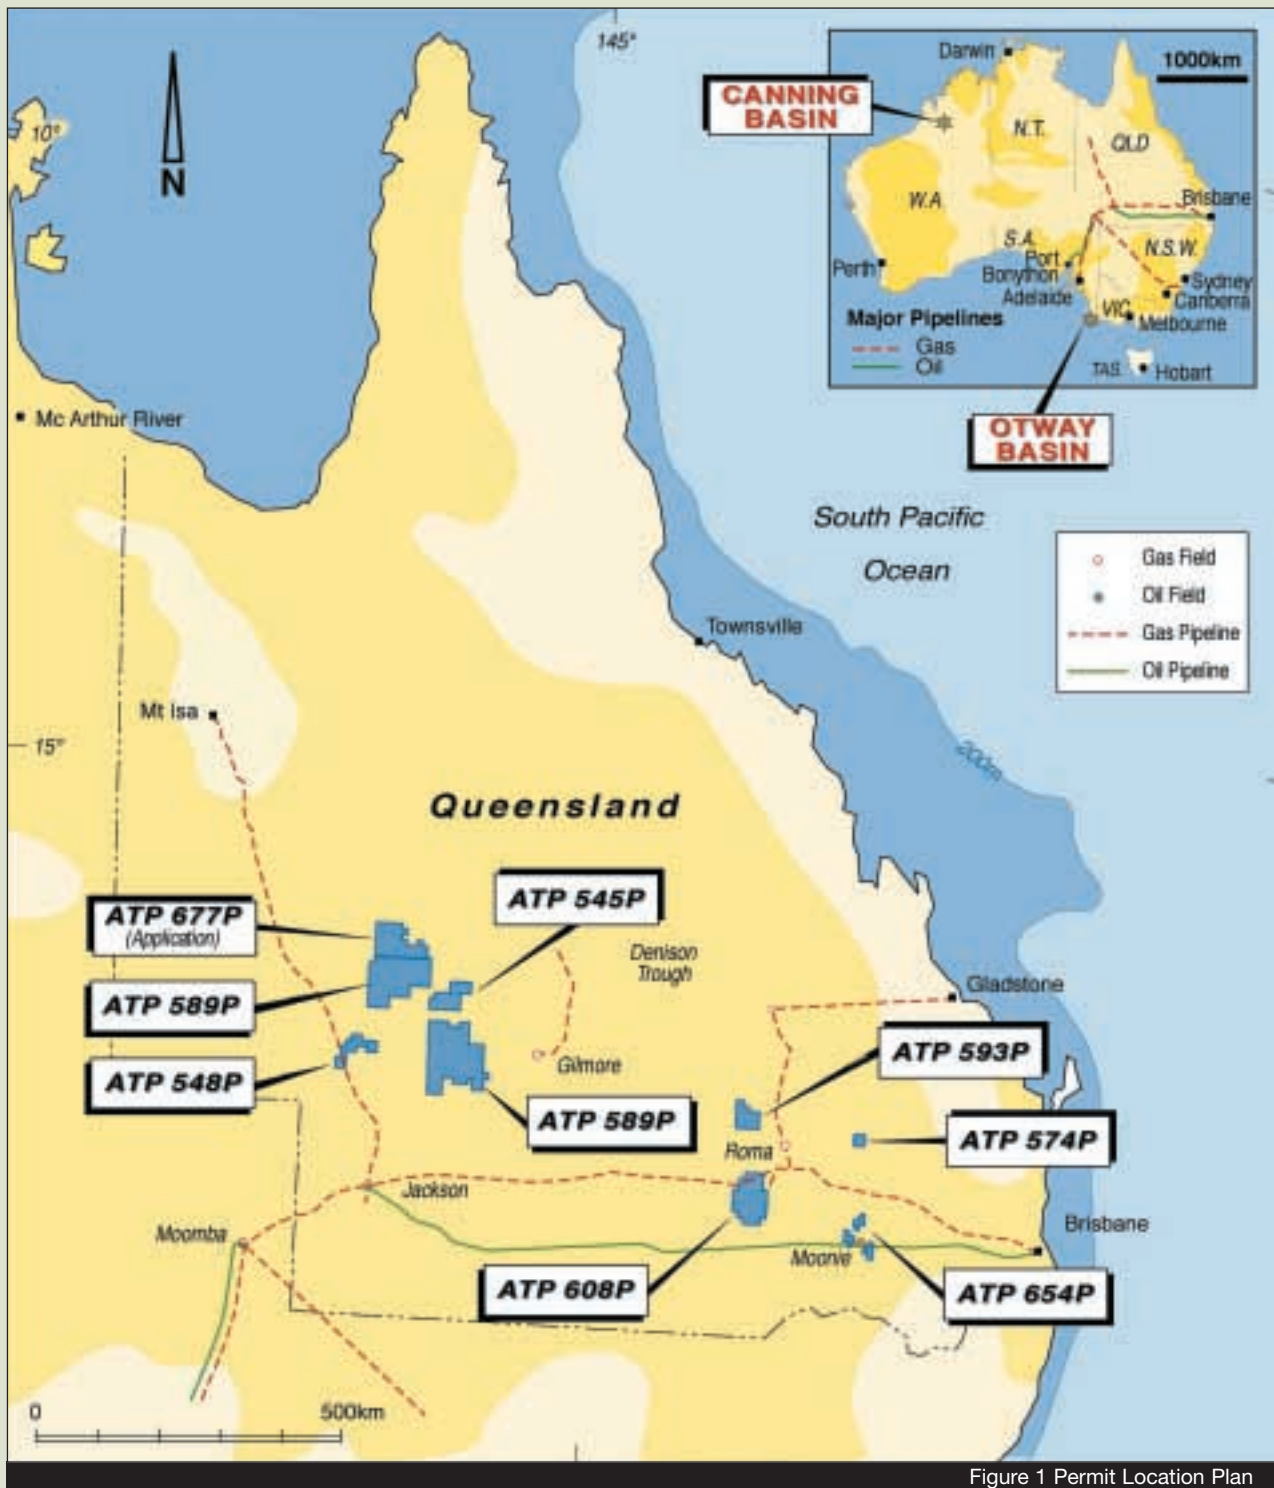 145°
10°
N
Mc Arthur River
CANNING
BASIN
Darwin
1000km
N.T.
QLD
W.A
Brisbane
S.A.
N.S.W.
Port
Bonython
Perth
Adelaide
Sydney
Canberra
VIC
Melbourne
Major Pipelines
Gas
Oil
TAS.
Hobart
OTWAY
BASIN
South Pacific
Ocean
Gas Field
Oil Field
Gas Pipeline
Oil Pipeline
Townsville
Mt Isa
15°
200m
Queensland
ATP 677P
(Application)
ATP 545P
Denison
Trough
ATP 589P
Gladstone
ATP 548P
Gilmore
ATP 593P
ATP 589P
ATP 574P
Roma
Jackson
Moomba
Brisbane
Moonie
ATP 608P
ATP 654P
0
500km
Figure 1 Permit Location Plan